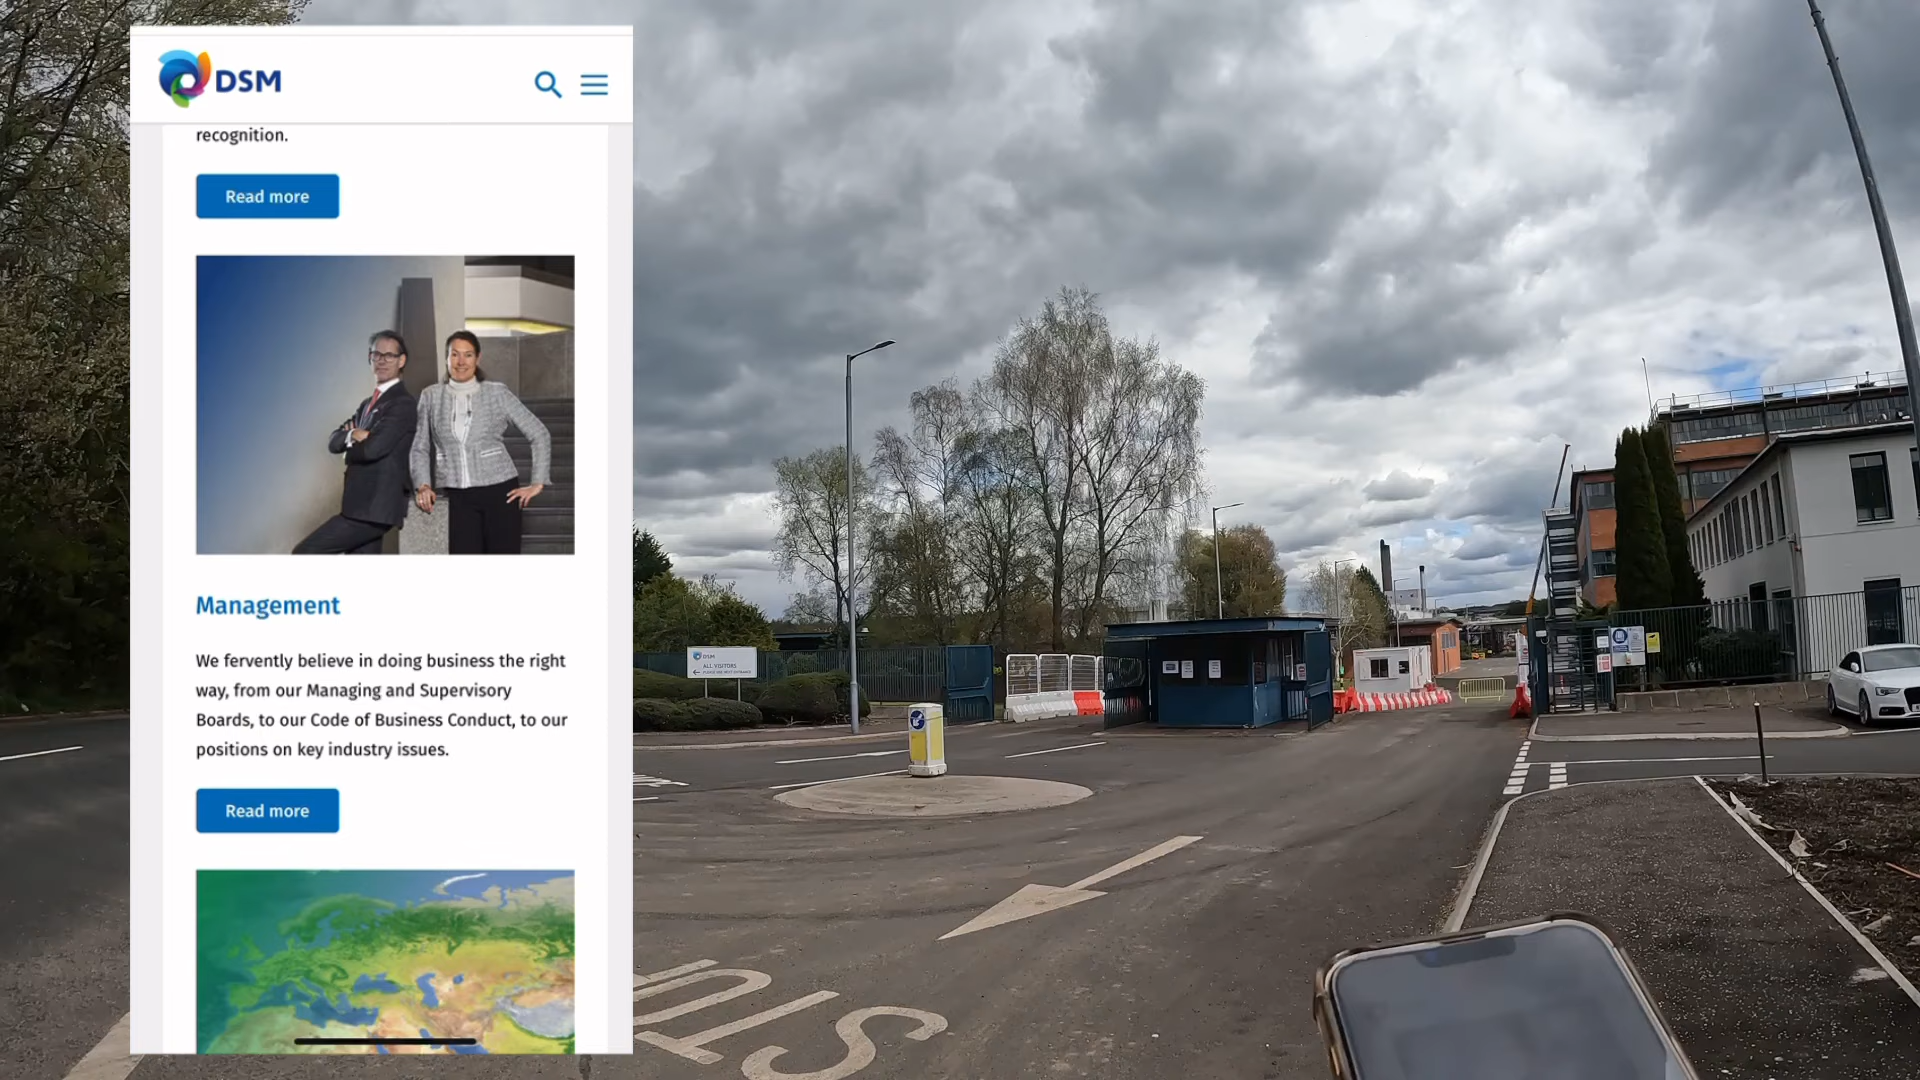 DSM
recognition.
Read more
Management
We fervently believe in doing business the right
way, from our Managing and Supervisory
Boards, to our Code of Business Conduct, to our
positions on key industry issues.
Read more
DSM
ALL VISITORS